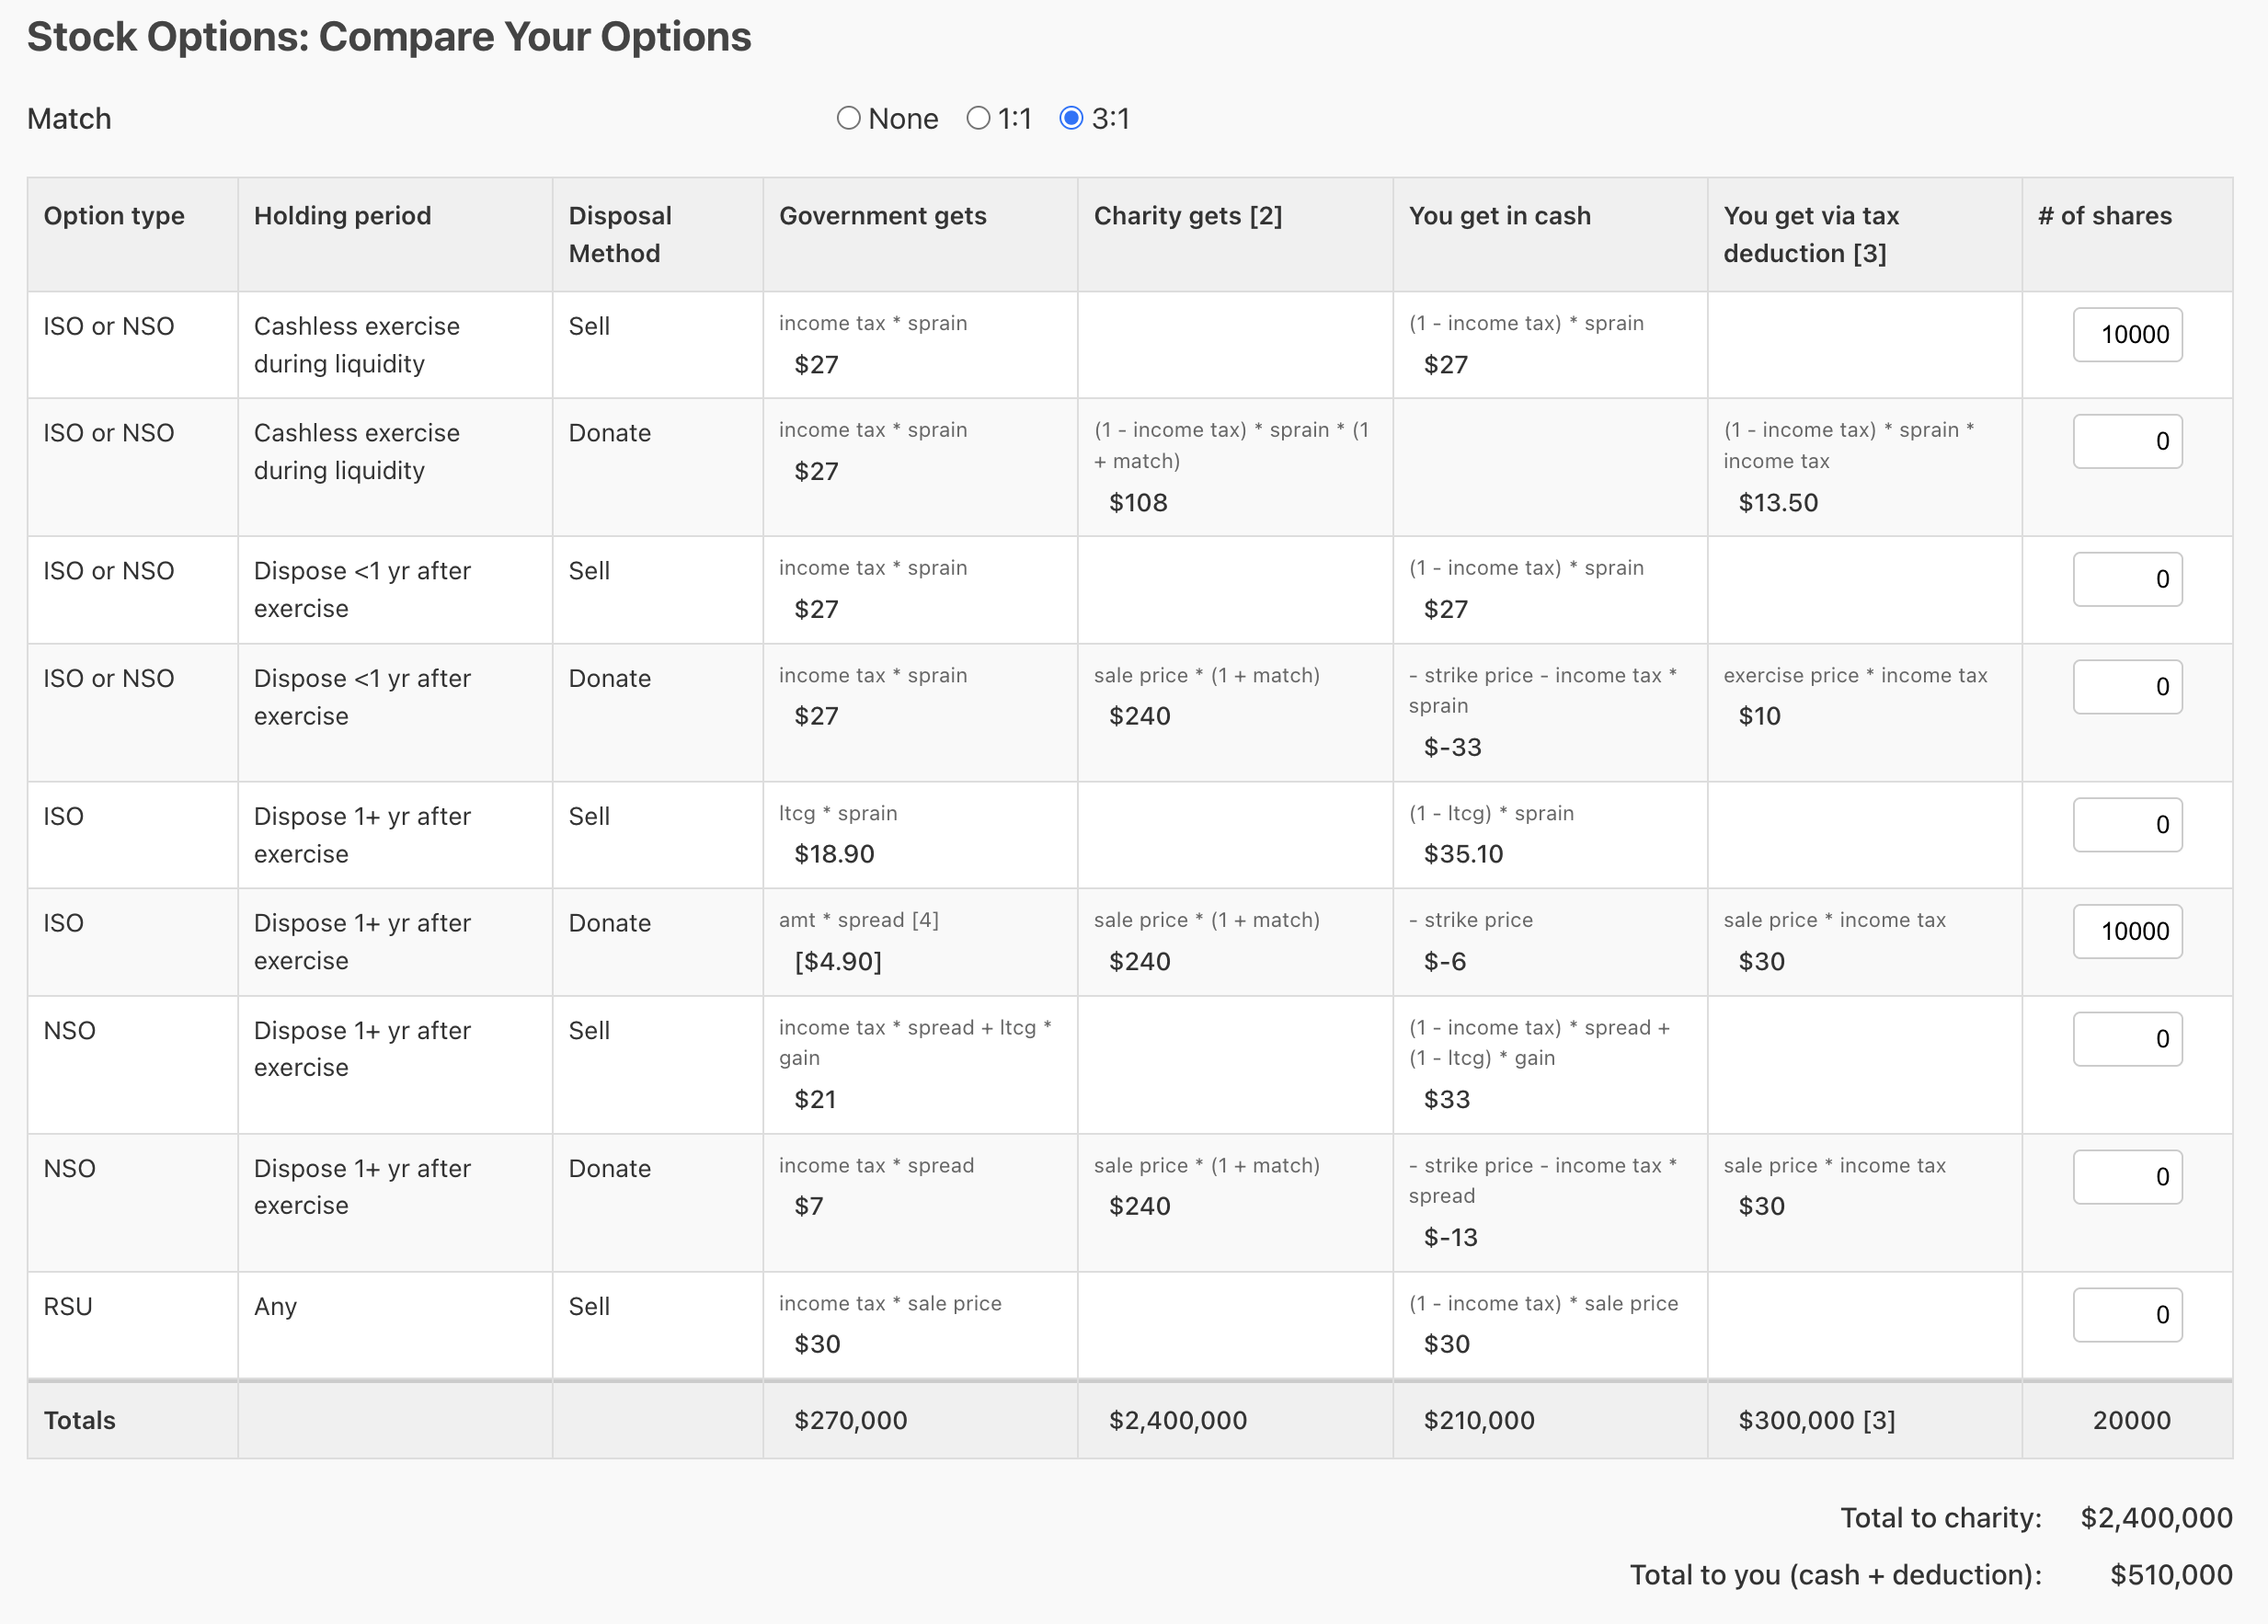 Stock Options: Compare Your Options
Match
None 1:1 3:1
Option type
Holding period
Disposal
Method
Government gets
Charity gets [2]
You get in cash
You get via tax
deduction [3]
# of shares
ISO or NSO
Cashless exercise
during liquidity
Sell
income tax * sprain
$27
(1 - income tax) * sprain
$27
10000
ISO or NSO
Cashless exercise
during liquidity
Donate
income tax * sprain
$27
(1 - income tax) * sprain * (1
+ match)
$108
(1 - income tax) * sprain *
income tax
$13.50
0
ISO or NSO
Dispose <1 yr after
exercise
Sell
income tax * sprain
$27
(1 - income tax) * sprain
$27
0
ISO or NSO
Dispose <1 yr after
exercise
Donate
income tax * sprain
$27
sale price * (1 + match)
$240
- strike price - income tax *
sprain
$-33
exercise price * income tax
$10
0
ISO
Dispose 1+ yr after
exercise
Sell
ltcg * sprain
$18.90
(1 - ltcg) * sprain
$35.10
0
ISO
Dispose 1+ yr after
exercise
Donate
amt * spread [4]
[$4.90]
sale price * (1 + match)
$240
- strike price
$-6
sale price * income tax
$30
10000
NSO
Dispose 1+ yr after
exercise
Sell
income tax * spread + ltcg *
gain
$21
(1 - income tax) * spread +
(1 - ltcg) * gain
$33
0
NSO
Dispose 1+ yr after
exercise
Donate
income tax * spread
$7
sale price * (1 + match)
$240
- strike price - income tax *
spread
$-13
sale price * income tax
$30
0
RSU
Any
Sell
income tax * sale price
$30
(1 - income tax) * sale price
$30
0
Totals
$270,000
$2,400,000
$210,000
$300,000 [3]
20000
Total to charity: $2,400,000
Total to you (cash + deduction): $510,000